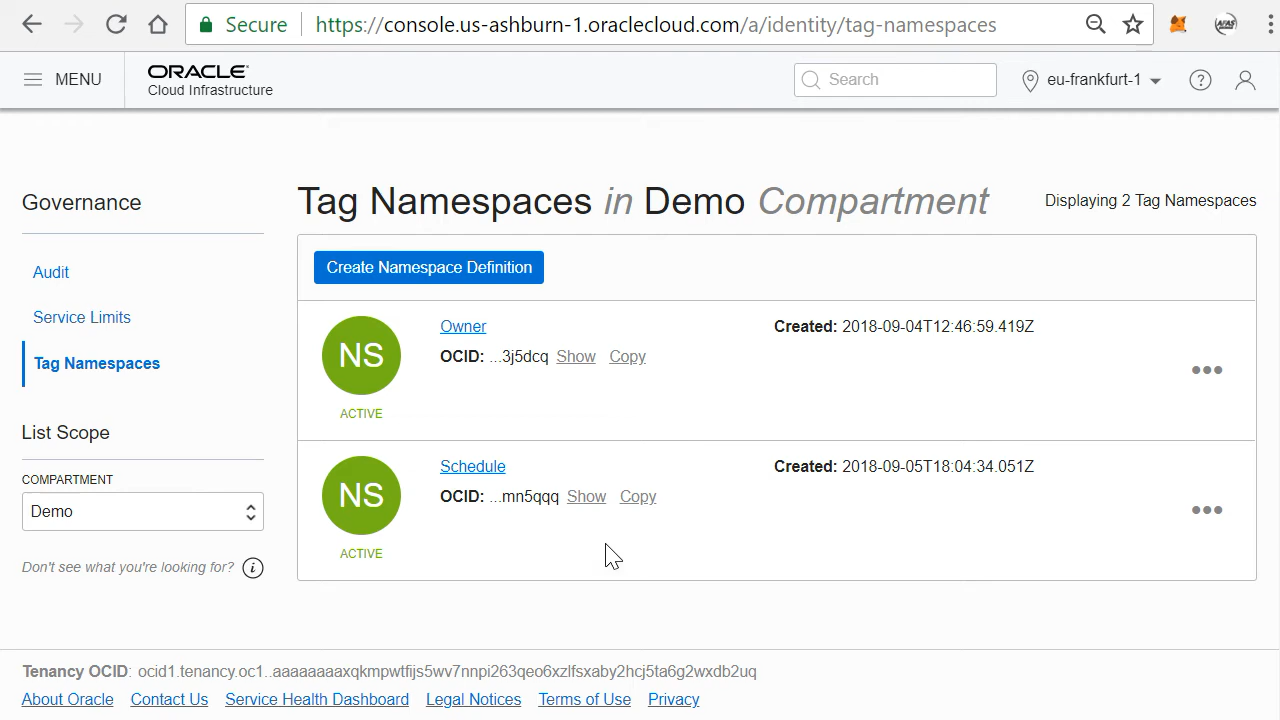 Secure https://console.us-ashburn-1.oraclecloud.com/a/identity/tag-namespaces
MENU
ORACLE
Cloud Infrastructure
Search
eu-frankfurt-1
Governance
Audit
Service Limits
Tag Namespaces
List Scope
COMPARTMENT
Demo
Don't see what you're looking for?
Tag Namespaces in Demo Compartment
Displaying 2 Tag Namespaces
Create Namespace Definition
NS
ACTIVE
Owner
OCID: ...3j5dcq Show Copy
Created: 2018-09-04T12:46:59.419Z
NS
ACTIVE
Schedule
OCID: ...mn5qqq Show Copy
Created: 2018-09-05T18:04:34.051Z
Tenancy OCID: ocid1.tenancy.oc1..aaaaaaaaxqkmpwtfijs5wv7nnpi263qeo6xzlfsxaby2hcj5ta6g2wxdb2uq
About Oracle Contact Us Service Health Dashboard Legal Notices Terms of Use Privacy